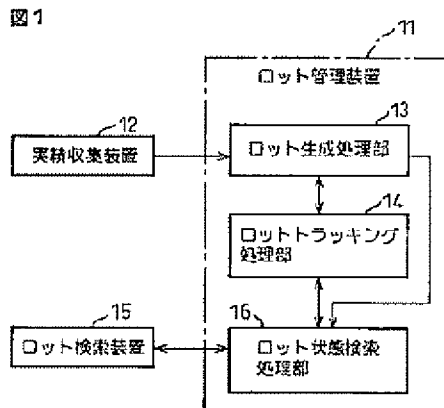 図1
11
ロット管理装置
12
実績収集装置
13
ロット生成処理部
14
ロットトラッキング
処理部
15
ロット検索装置
16
ロット状態検索
処理部